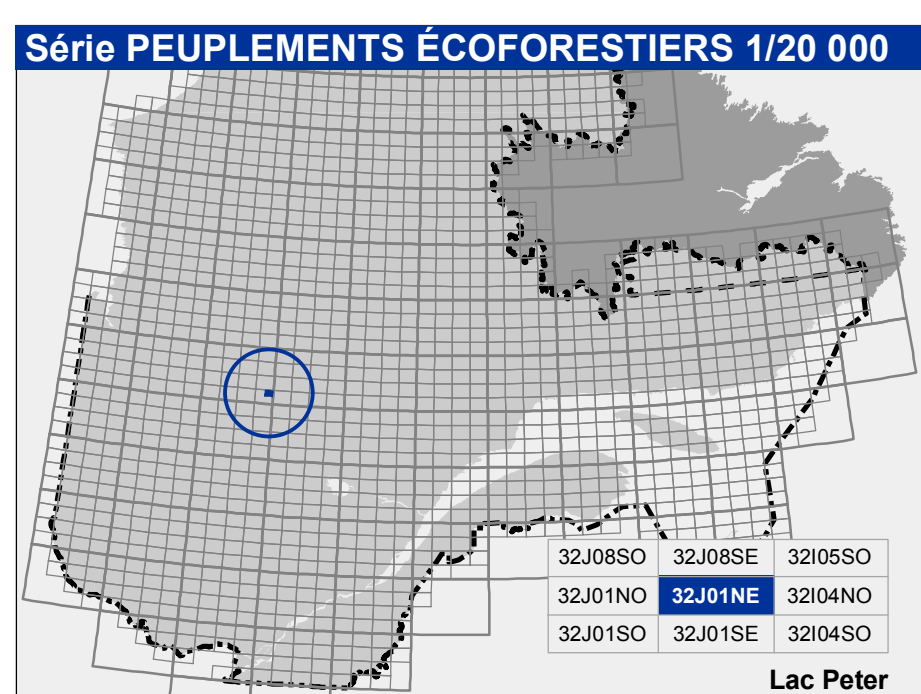 Série PEUPLEMENTS ÉCOFORESTIERS 1/20 000
32J08SO 32J08SE 32I05SO
32J01NO 32J01NE 32I04NO
32J01SO 32J01SE 32I04SO
Lac Peter